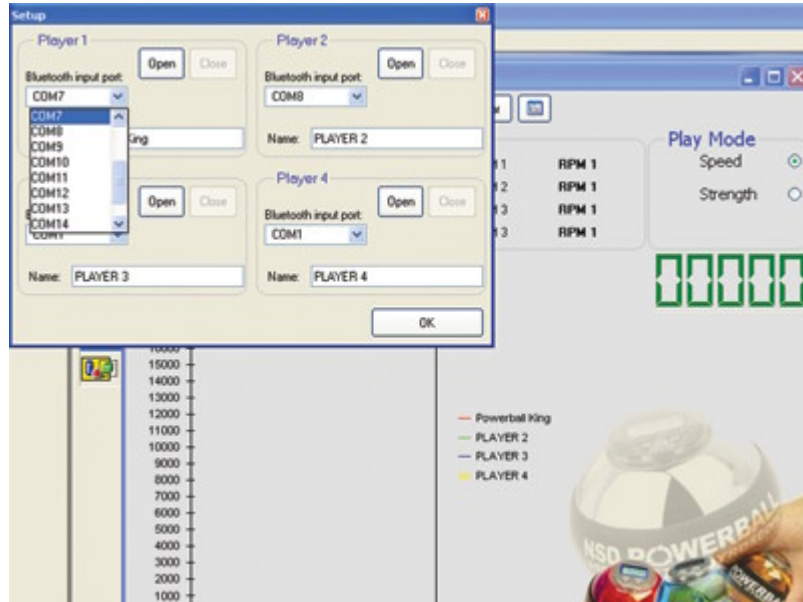 Setup
Player 1
Open
Close
Bluetooth input port:
COM7
COM7
COM8
COM9
COM10
COM11
COM12
COM13
COM14
King
Player 2
Open
Close
Bluetooth input port:
COM8
Name: PLAYER 2
Open
Close
COM1
Name: PLAYER 3
Player 4
Open
Close
Bluetooth input port:
COM1
Name: PLAYER 4
OK
RPM 1
RPM 1
RPM 1
RPM 1
Play Mode
Speed
Strength
00000
15000
14000
13000
12000
11000
10000
9000
8000
7000
6000
5000
4000
3000
2000
1000
Powerball King
PLAYER 2
PLAYER 3
PLAYER 4
NSD POWERBALL